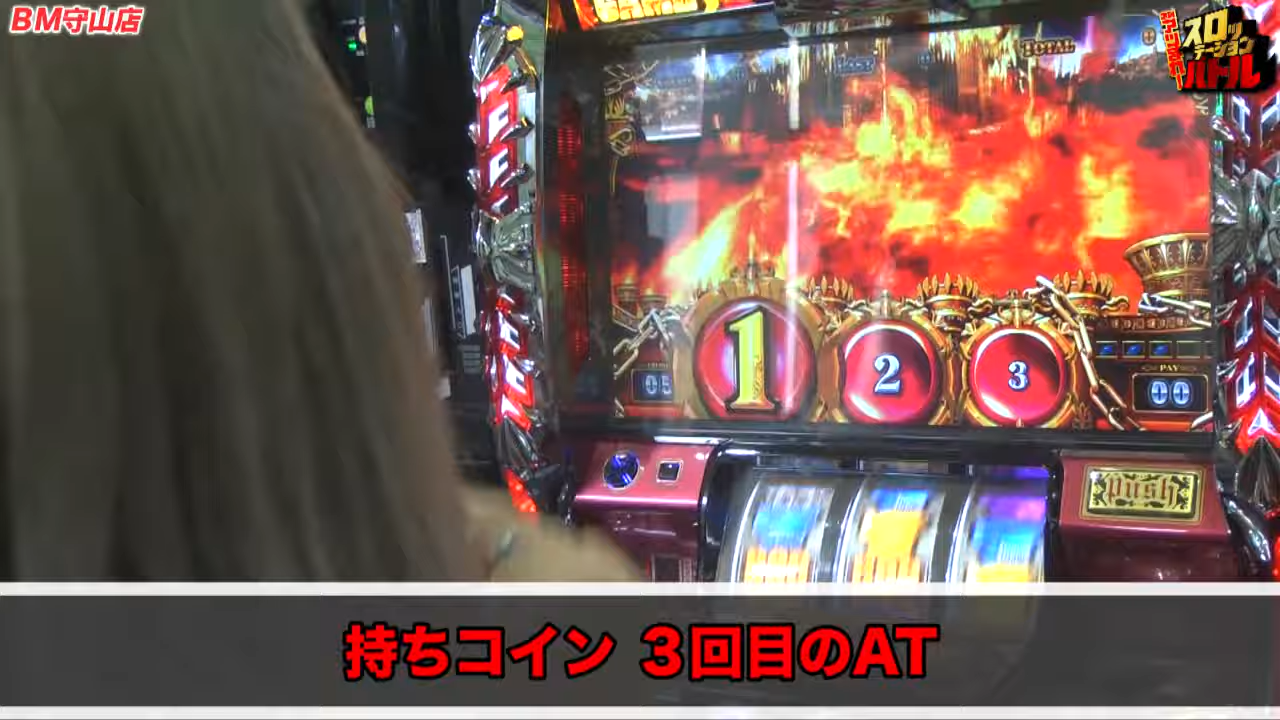 BM守山店
スロッ
テーション
バトル
TOTAL
1
2
3
05
PAY
00
push
持ちコイン 3回目のAT